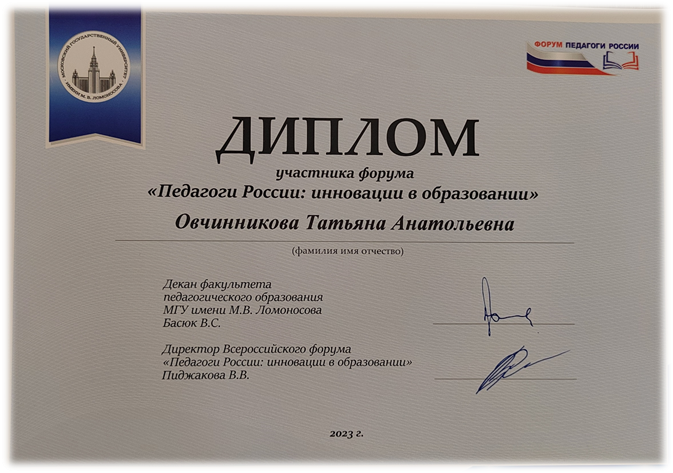 МОСКОВСКИЙ ГОСУДАРСТВЕННЫЙ УНИВЕРСИТЕТ
ИМЕНИ М. В. ЛОМОНОСОВА
ФОРУМ ПЕДАГОГИ РОССИИ
ДИПЛОМ
участника форума
«Педагоги России: инновации в образовании»
Овчинникова Татьяна Анатольевна
(фамилия имя отчество)
Декан факультета
педагогического образования
МГУ имени М.В. Ломоносова
Басюк В.С.
Директор Всероссийского форума
«Педагоги России: инновации в образовании»
Пиджакова В.В.
2023 г.